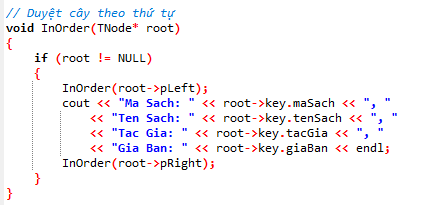 // Duyệt cây theo thứ tự
void InOrder(TNode* root)
{
    if (root != NULL)
    {
        InOrder(root->pLeft);
        cout << "Ma Sach: " << root->key.maSach << ", "
            << "Ten Sach: " << root->key.tenSach << ", "
            << "Tac Gia: " << root->key.tacGia << ", "
            << "Gia Ban: " << root->key.giaBan << endl;
        InOrder(root->pRight);
    }
}